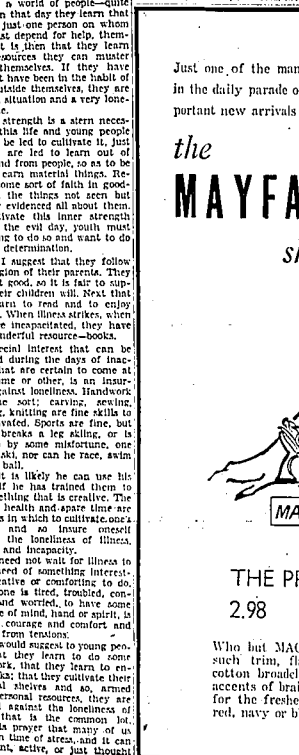 n world of people—quite
n that day they learn that
just one person on whom
st depend for help, them-
t is then that they learn
sources they can muster
themselves. If they have
t have been in the habit of
utside themselves, they are
situation and a very lone-
e.
strength is a stern neces-
this life and young people
be led to cultivate it, just
are led to learn out of
nd from people, so as to be
earn material things. Re-
ome sort of faith in good-
the things not seen but
evidenced all about them.
tivate this inner strength
the evil day, youth must
ng to do so and want to do
determination.
I suggest that they follow
gion of their parents. They
t good, so it is fair to sup-
eir children will. Next that
arn to read and to enjoy
When illness strikes, when
e incapacitated, they have
nderful resource—books.
ecial interest that can be
d during the days of inac-
hat are certain to come at
me or other, is an insur-
gainst loneliness. Handwork
e sort; carving, sewing,
, knitting are fine skills to
vated. Sports are fine, but
breaks a leg skiing, or is
by some misfortune, one
ski, nor can he race, swim
ball.
it is likely he can use his
if he has trained them to
ething that is creative. The
health and spare time are
s in which to cultivate one's
and so insure oneself
the loneliness of illness,
and incapacity.
need not wait for illness to
eed of something interest-
eative or comforting to do.
one is tired, troubled, con-
and worried, to have some
e of mind, hand or spirit, is
courage and comfort and
from tensions.
would suggest to young peo-
at they learn to do some
rk, that they learn to en-
ks; that they cultivate their
l shelves and so, armed
ersonal resources, they are
against the loneliness of
that is the common lot.
is prayer that many of us
n time of stress, and it can
nt, active, or just thought
Just one of the man
in the daily parade o
portant new arrivals
the
MAYFA
s
MA
THE PR
2.98
Who but MAC
such trim, fl
cotton broadcl
accents of brai
for the freshe
red, navy or b